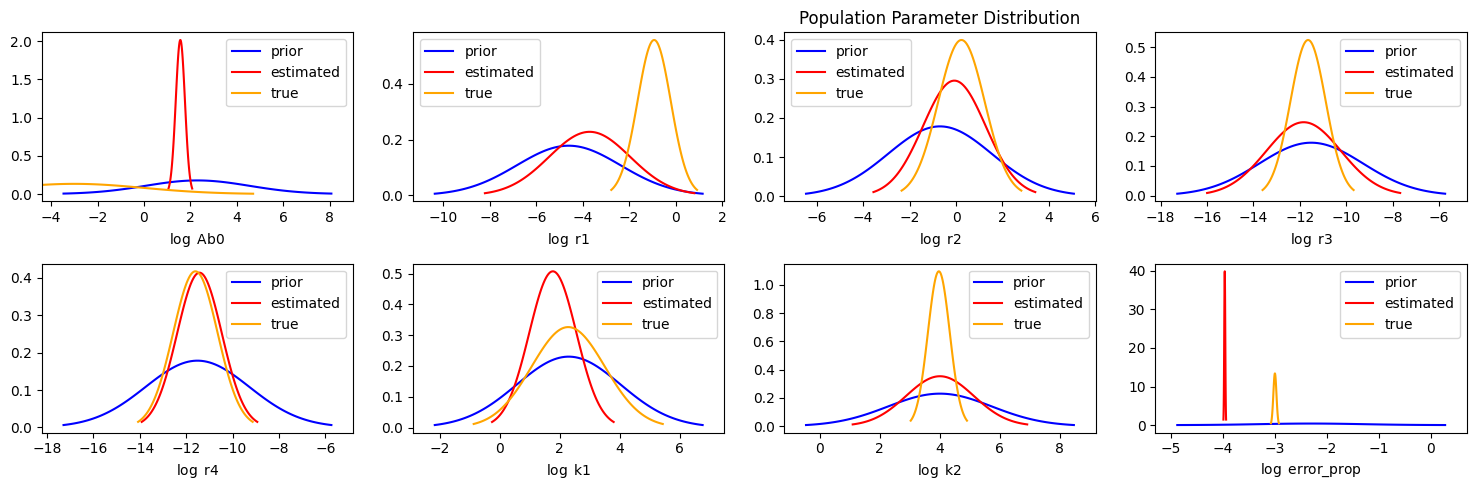 Population Parameter Distribution
prior
estimated
true
2.0
1.5
1.0
0.5
0.0
−4 −2 0 2 4 6 8
log Ab0
prior
estimated
true
0.4
0.2
0.0
−10 −8 −6 −4 −2 0 2
log r1
prior
estimated
true
0.4
0.3
0.2
0.1
0.0
−6 −4 −2 0 2 4 6
log r2
prior
estimated
true
0.5
0.4
0.3
0.2
0.1
0.0
−18 −16 −14 −12 −10 −8 −6
log r3
prior
estimated
true
0.4
0.3
0.2
0.1
0.0
−18 −16 −14 −12 −10 −8 −6
log r4
prior
estimated
true
0.5
0.4
0.3
0.2
0.1
0.0
−2 0 2 4 6
log k1
prior
estimated
true
1.0
0.8
0.6
0.4
0.2
0.0
0 2 4 6 8
log k2
prior
estimated
true
40
30
20
10
0
−5 −4 −3 −2 −1 0
log error_prop